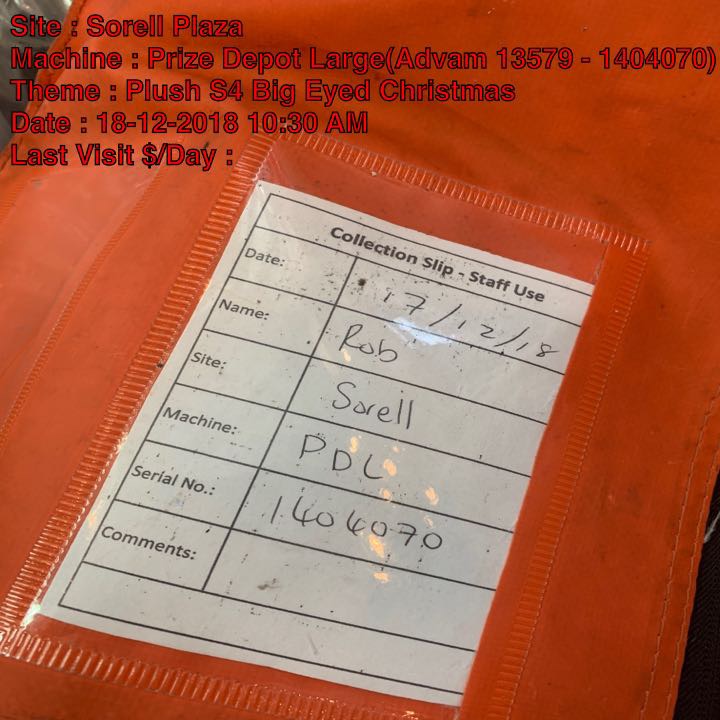 Site : Sorell Plaza
Machine : Prize Depot Large(Advam 13579 - 1404070)
Theme : Plush S4 Big Eyed Christmas
Date : 18-12-2018 10:30 AM
Last Visit $/Day :
Collection Slip - Staff Use
Date: 17/12/18
Name: Rob
Site: Sorell
Machine: PDL
Serial No.: 1404070
Comments: